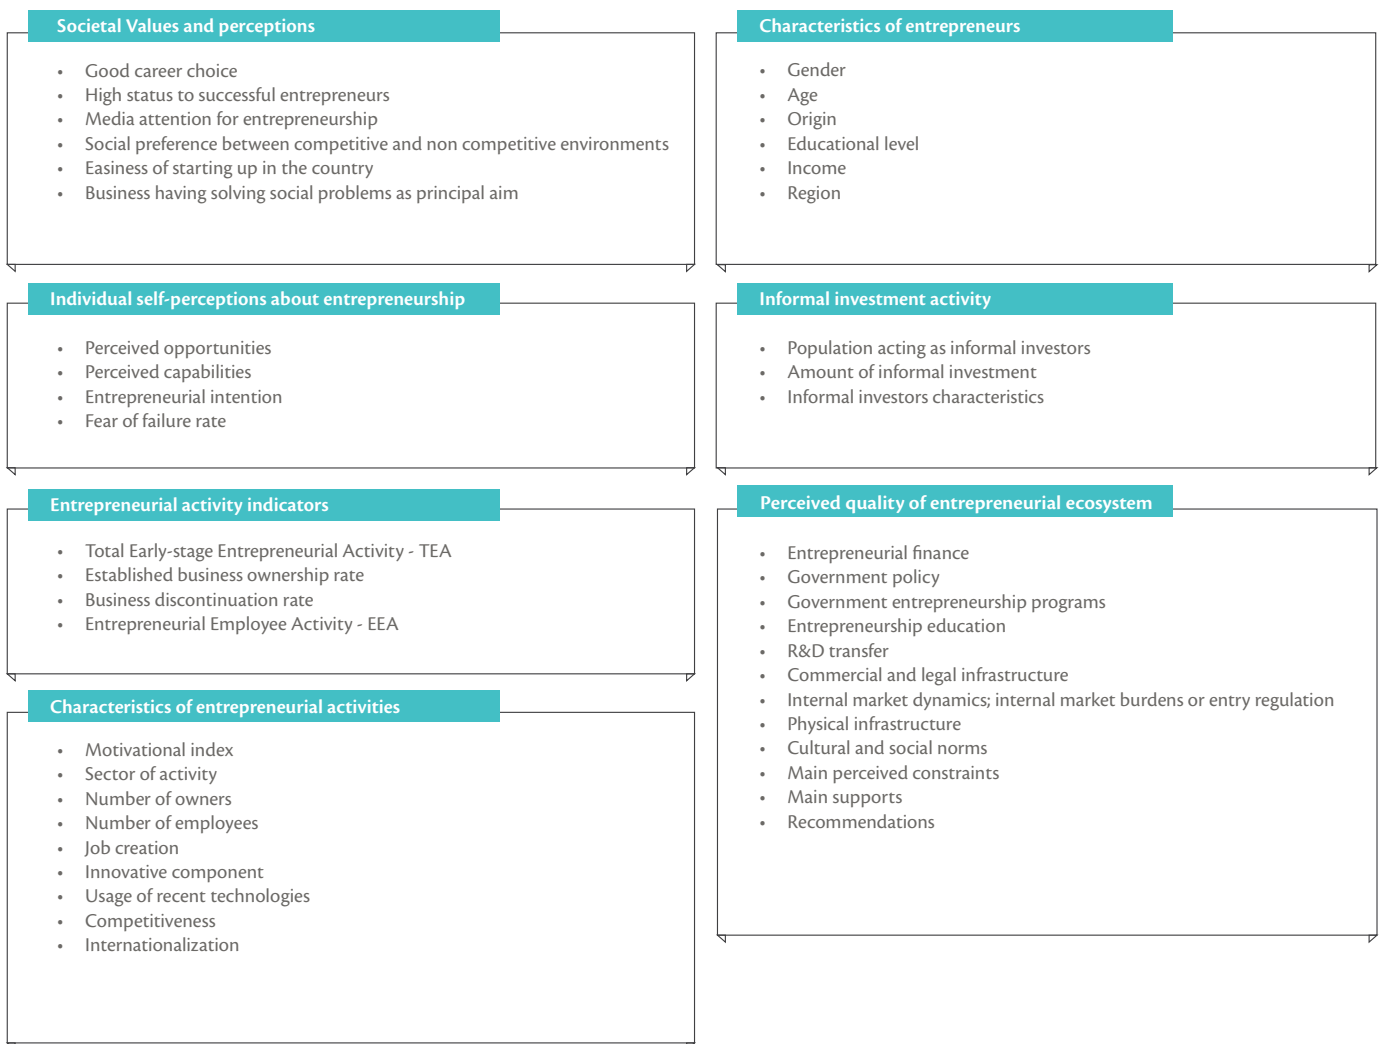 Societal Values and perceptions
• Good career choice
• High status to successful entrepreneurs
• Media attention for entrepreneurship
• Social preference between competitive and non competitive environments
• Easiness of starting up in the country
• Business having solving social problems as principal aim
Individual self-perceptions about entrepreneurship
• Perceived opportunities
• Perceived capabilities
• Entrepreneurial intention
• Fear of failure rate
Entrepreneurial activity indicators
• Total Early-stage Entrepreneurial Activity - TEA
• Established business ownership rate
• Business discontinuation rate
• Entrepreneurial Employee Activity - EEA
Characteristics of entrepreneurial activities
• Motivational index
• Sector of activity
• Number of owners
• Number of employees
• Job creation
• Innovative component
• Usage of recent technologies
• Competitiveness
• Internationalization
Characteristics of entrepreneurs
• Gender
• Age
• Origin
• Educational level
• Income
• Region
Informal investment activity
• Population acting as informal investors
• Amount of informal investment
• Informal investors characteristics
Perceived quality of entrepreneurial ecosystem
• Entrepreneurial finance
• Government policy
• Government entrepreneurship programs
• Entrepreneurship education
• R&D transfer
• Commercial and legal infrastructure
• Internal market dynamics; internal market burdens or entry regulation
• Physical infrastructure
• Cultural and social norms
• Main perceived constraints
• Main supports
• Recommendations